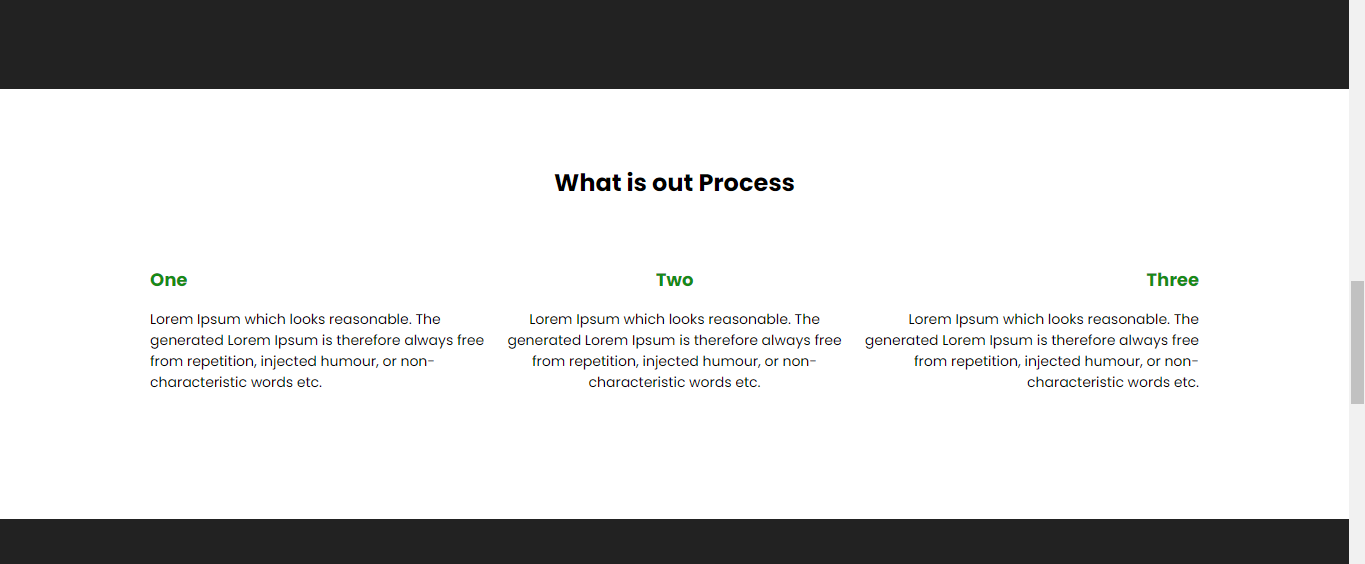 What is out Process
One
Lorem Ipsum which looks reasonable. The
generated Lorem Ipsum is therefore always free
from repetition, injected humour, or non-
characteristic words etc.
Two
Lorem Ipsum which looks reasonable. The
generated Lorem Ipsum is therefore always free
from repetition, injected humour, or non-
characteristic words etc.
Three
Lorem Ipsum which looks reasonable. The
generated Lorem Ipsum is therefore always free
from repetition, injected humour, or non-
characteristic words etc.